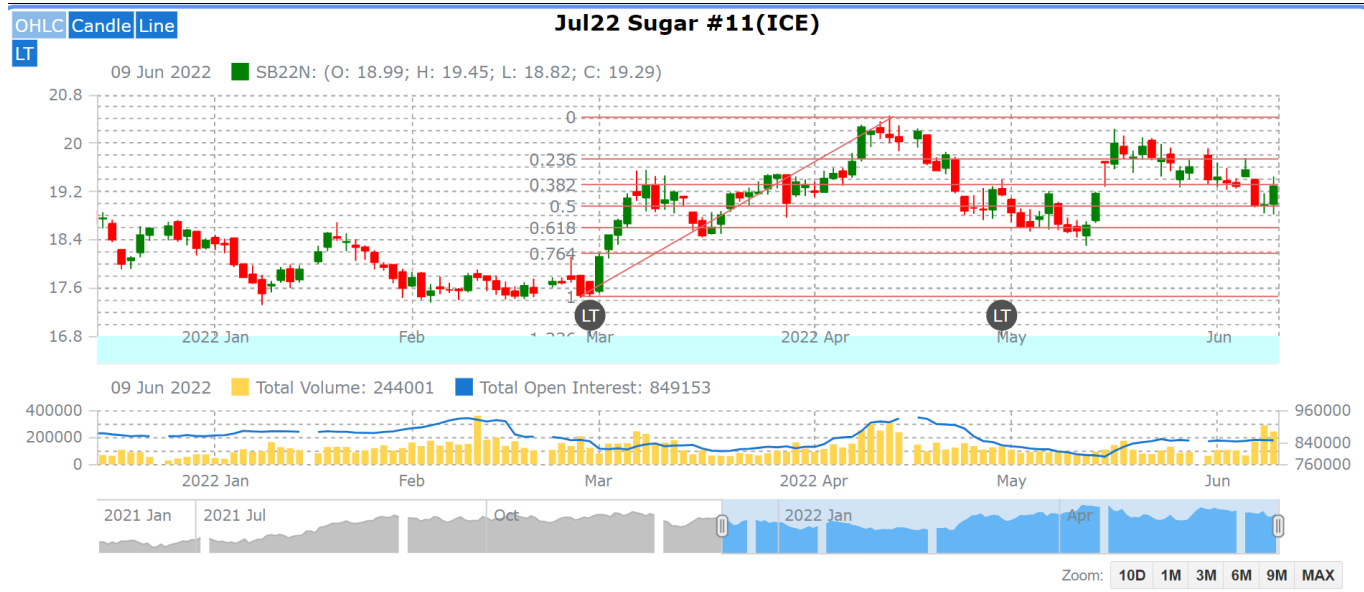 OHLC Candle Line
Jul22 Sugar #11(ICE)
LT
09 Jun 2022 SB22N: (O: 18.99; H: 19.45; L: 18.82; C: 19.29)
20.8
0
20
0.236
0.382
19.2
0.5
0.618
18.4
0.764
17.6
1
LT LT
16.8
2022 Jan Feb Mar 2022 Apr May Jun
09 Jun 2022 Total Volume: 244001 Total Open Interest: 849153
400000 960000
200000 840000
0 760000
2022 Jan Feb Mar 2022 Apr May Jun
2021 Jan 2021 Jul Oct 2022 Jan Apr
Zoom: 10D 1M 3M 6M 9M MAX